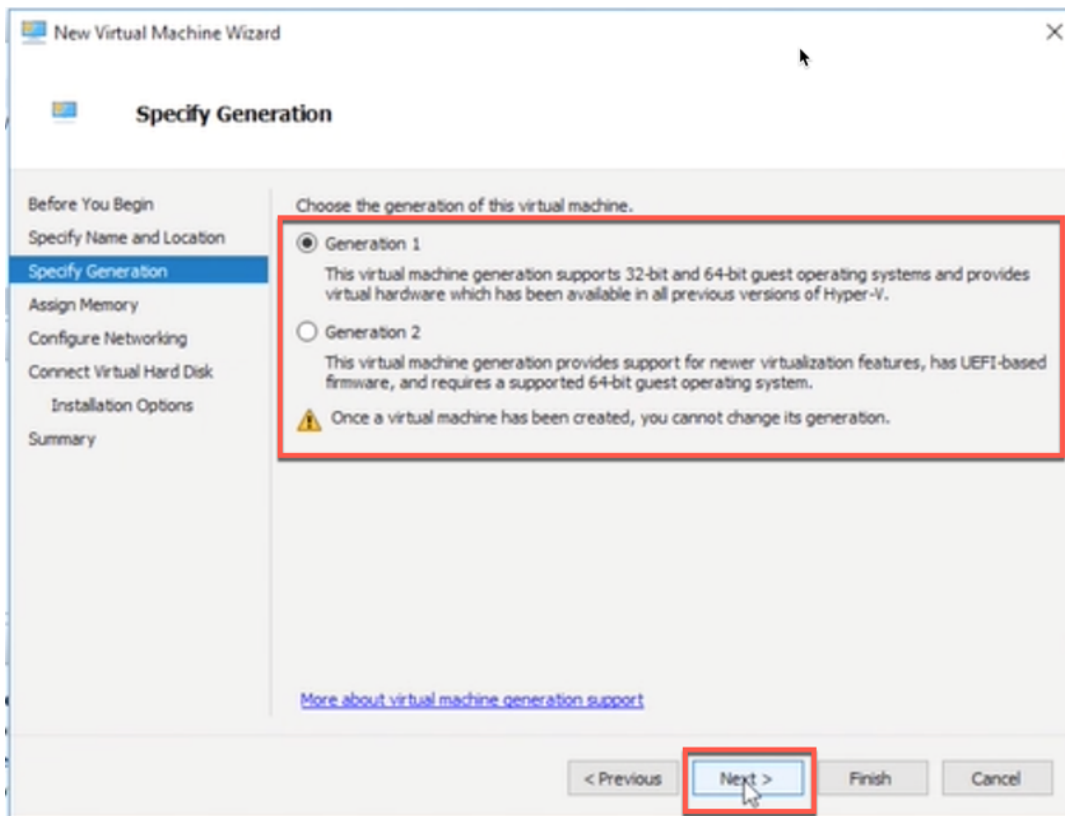 New Virtual Machine Wizard
Specify Generation
Before You Begin
Specify Name and Location
Specify Generation
Assign Memory
Configure Networking
Connect Virtual Hard Disk
Installation Options
Summary
Choose the generation of this virtual machine.
Generation 1
This virtual machine generation supports 32-bit and 64-bit guest operating systems and provides
virtual hardware which has been available in all previous versions of Hyper-V.
Generation 2
This virtual machine generation provides support for newer virtualization features, has UEFI-based
firmware, and requires a supported 64-bit guest operating system.
Once a virtual machine has been created, you cannot change its generation.
More about virtual machine generation support
< Previous
Next >
Finish
Cancel